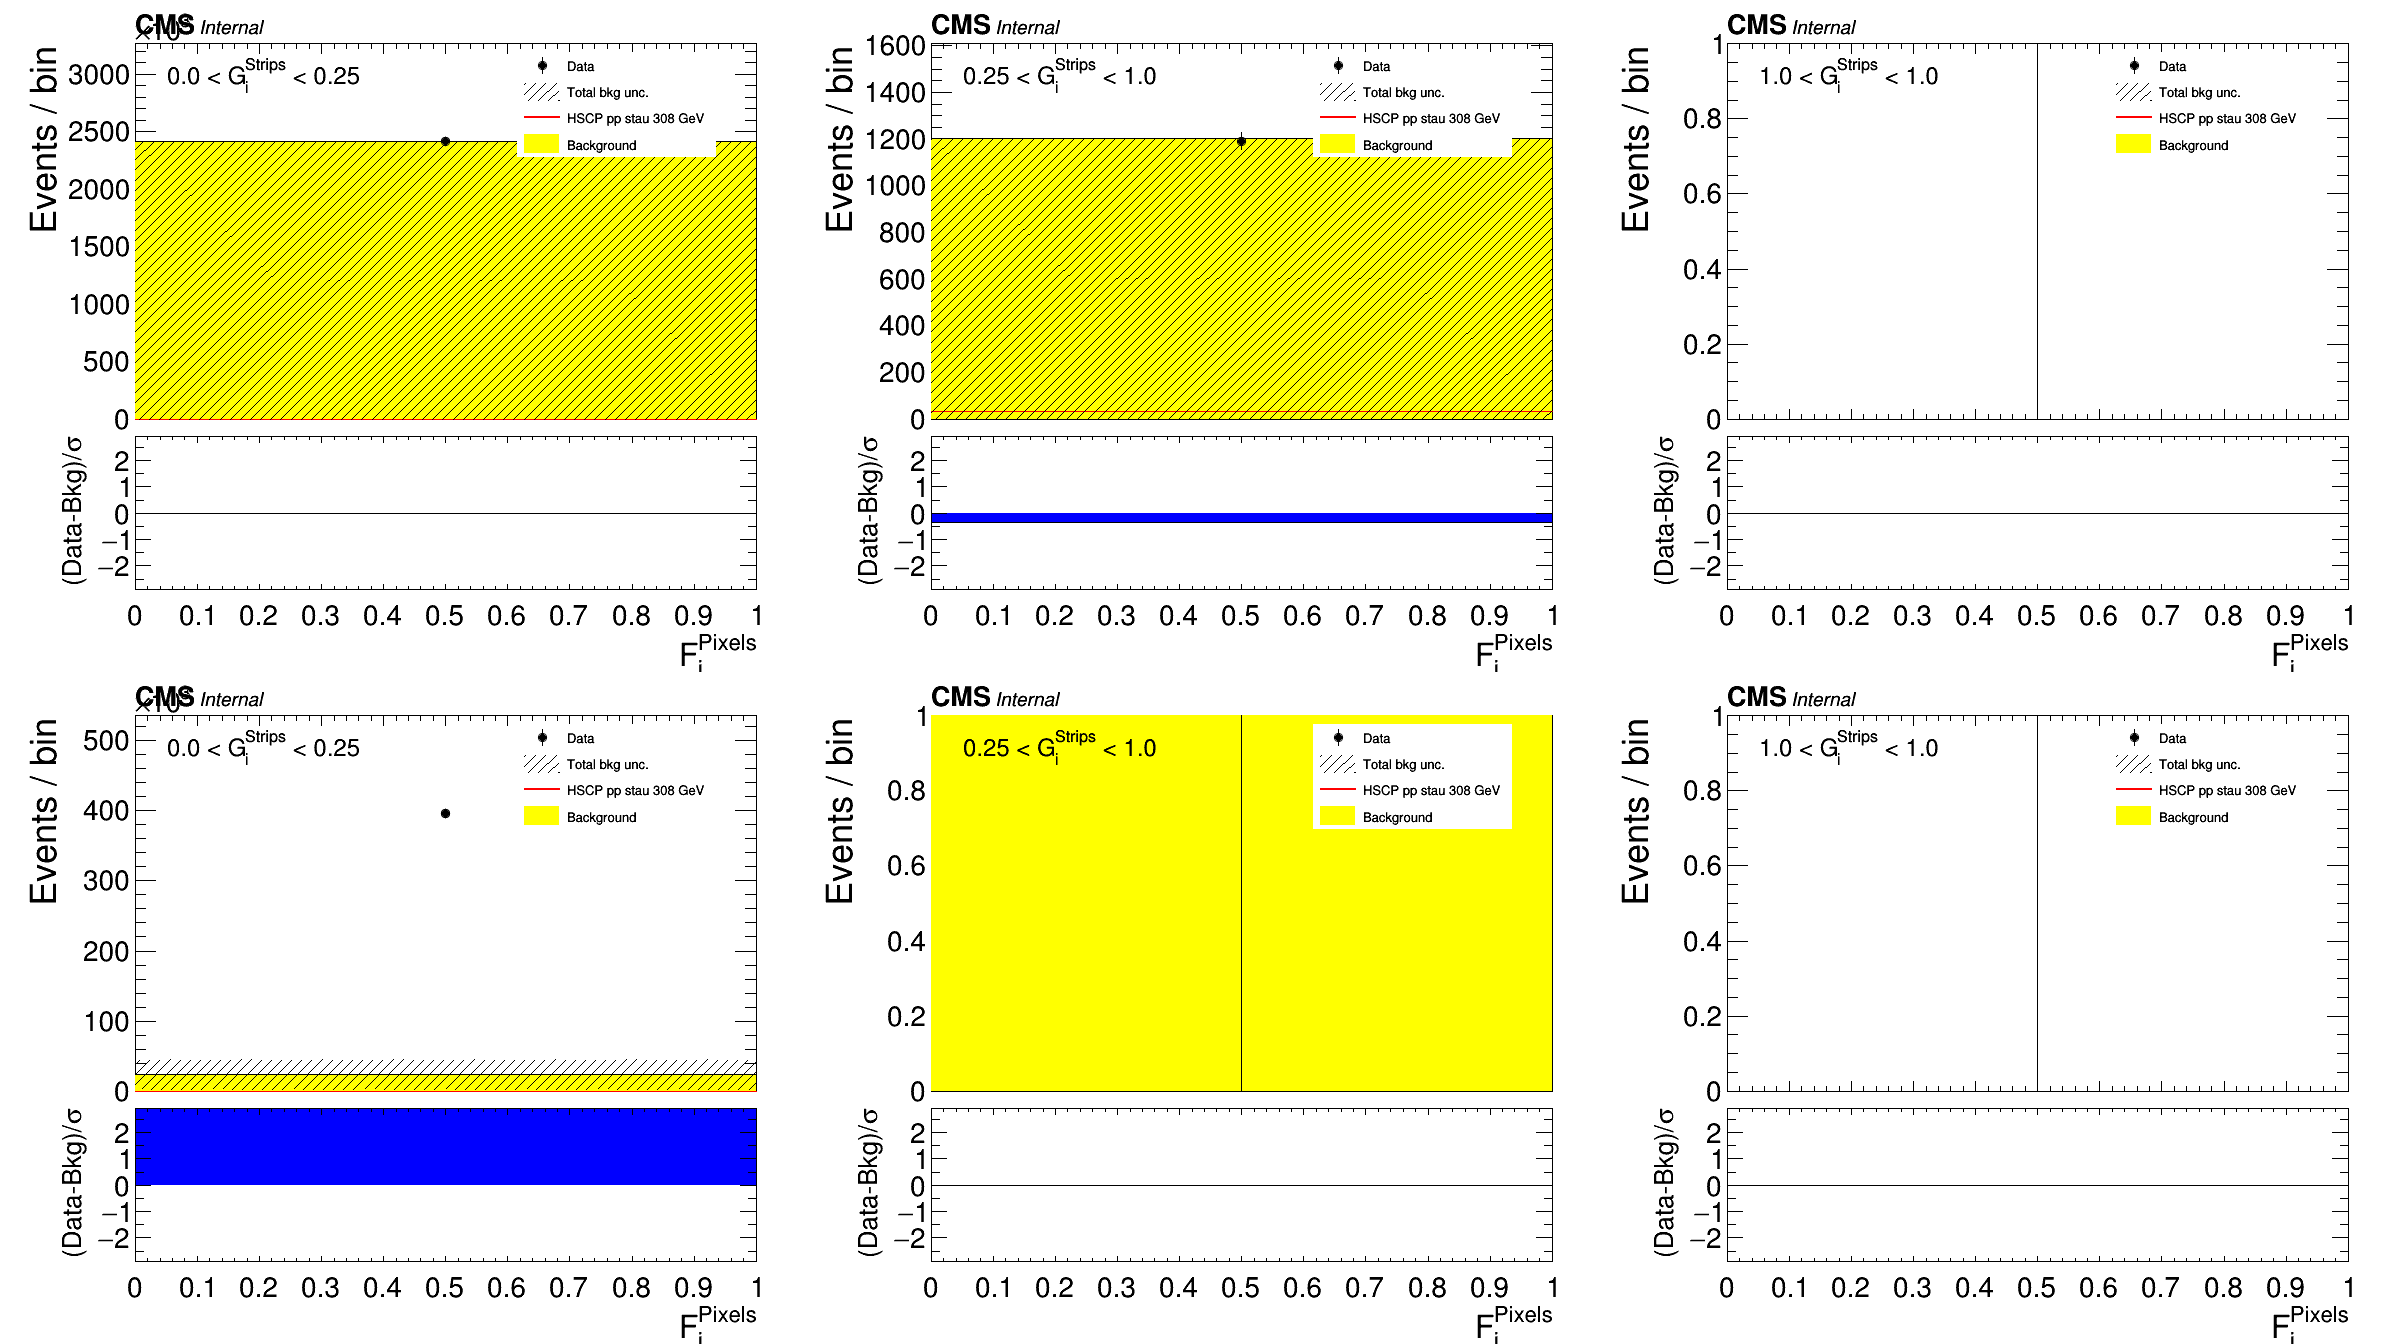 CMS Internal
Events / bin
3000
2500
2000
1500
1000
500
0
0.0 < G_i^Strips < 0.25
Data
Total bkg unc.
HSCP pp stau 308 GeV
Background
(Data-Bkg)/σ
2
1
0
−1
−2
0 0.1 0.2 0.3 0.4 0.5 0.6 0.7 0.8 0.9 1
F_i^Pixels
CMS Internal
Events / bin
1600
1400
1200
1000
800
600
400
200
0
0.25 < G_i^Strips < 1.0
Data
Total bkg unc.
HSCP pp stau 308 GeV
Background
(Data-Bkg)/σ
2
1
0
−1
−2
0 0.1 0.2 0.3 0.4 0.5 0.6 0.7 0.8 0.9 1
F_i^Pixels
CMS Internal
Events / bin
1
0.8
0.6
0.4
0.2
0
1.0 < G_i^Strips < 1.0
Data
Total bkg unc.
HSCP pp stau 308 GeV
Background
(Data-Bkg)/σ
2
1
0
−1
−2
0 0.1 0.2 0.3 0.4 0.5 0.6 0.7 0.8 0.9 1
F_i^Pixels
CMS Internal
Events / bin
500
400
300
200
100
0
0.0 < G_i^Strips < 0.25
Data
Total bkg unc.
HSCP pp stau 308 GeV
Background
(Data-Bkg)/σ
2
1
0
−1
−2
0 0.1 0.2 0.3 0.4 0.5 0.6 0.7 0.8 0.9 1
F_i^Pixels
CMS Internal
Events / bin
1
0.8
0.6
0.4
0.2
0
0.25 < G_i^Strips < 1.0
Data
Total bkg unc.
HSCP pp stau 308 GeV
Background
(Data-Bkg)/σ
2
1
0
−1
−2
0 0.1 0.2 0.3 0.4 0.5 0.6 0.7 0.8 0.9 1
F_i^Pixels
CMS Internal
Events / bin
1
0.8
0.6
0.4
0.2
0
1.0 < G_i^Strips < 1.0
Data
Total bkg unc.
HSCP pp stau 308 GeV
Background
(Data-Bkg)/σ
2
1
0
−1
−2
0 0.1 0.2 0.3 0.4 0.5 0.6 0.7 0.8 0.9 1
F_i^Pixels